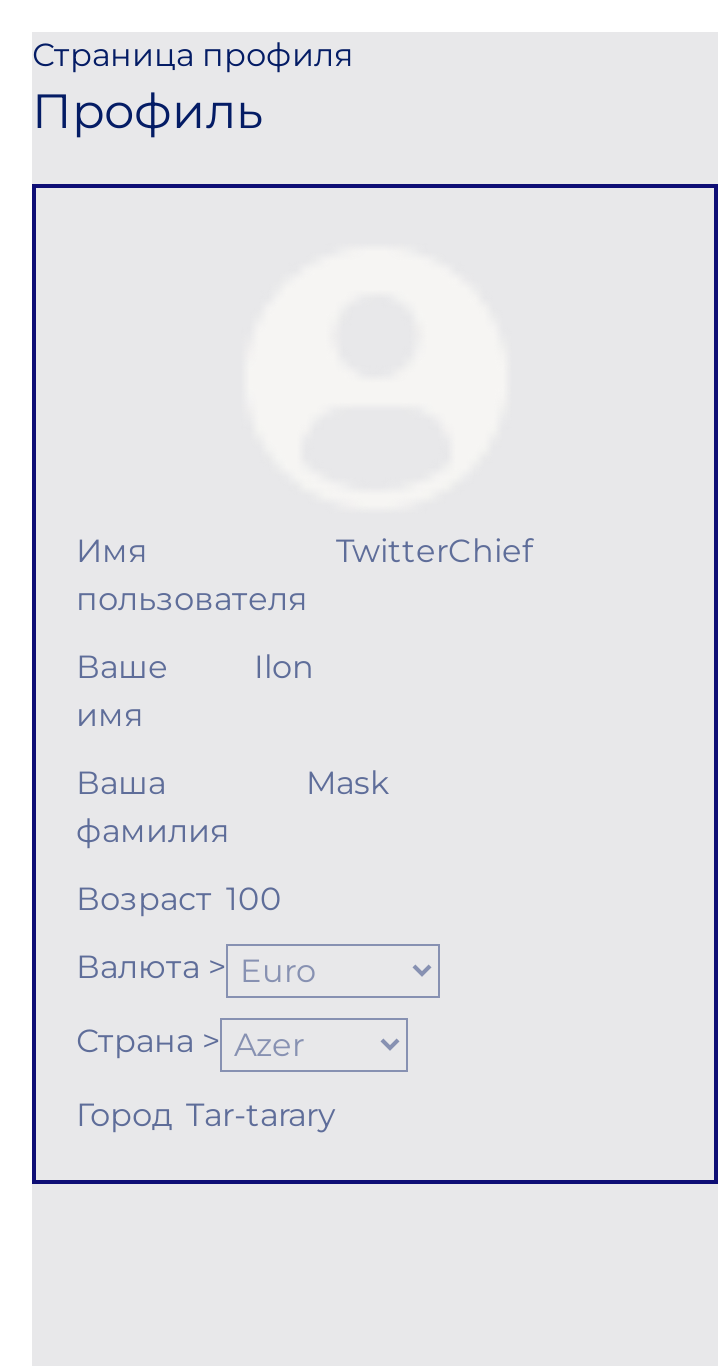 Страница профиля
Профиль
Имя пользователя TwitterChief
Ваше имя Ilon
Ваша фамилия Mask
Возраст 100
Валюта > Euro
Страна > Azer
Город Tar-tarary